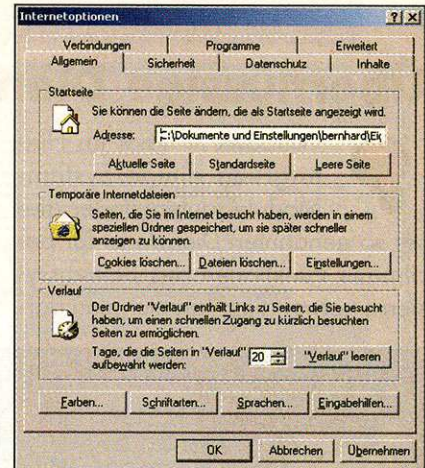 Internetoptionen
Verbindungen Programme Erweitert
Allgemein Sicherheit Datenschutz Inhalte
Startseite
Sie können die Seite ändern, die als Startseite angezeigt wird.
Adresse: :\Dokumente und Einstellungen\bernhard\Eig
Aktuelle Seite Standardseite Leere Seite
Temporäre Internetdateien
Seiten, die Sie im Internet besucht haben, werden in einem
speziellen Ordner gespeichert, um sie später schneller
anzeigen zu können.
Cookies löschen... Dateien löschen... Einstellungen...
Verlauf
Der Ordner "Verlauf" enthält Links zu Seiten, die Sie besucht
haben, um einen schnellen Zugang zu kürzlich besuchten
Seiten zu ermöglichen.
Tage, die die Seiten in "Verlauf" 20 "Verlauf" leeren
aufbewahrt werden:
Farben... Schriftarten... Sprachen... Eingabehilfen...
OK Abbrechen Übernehmen